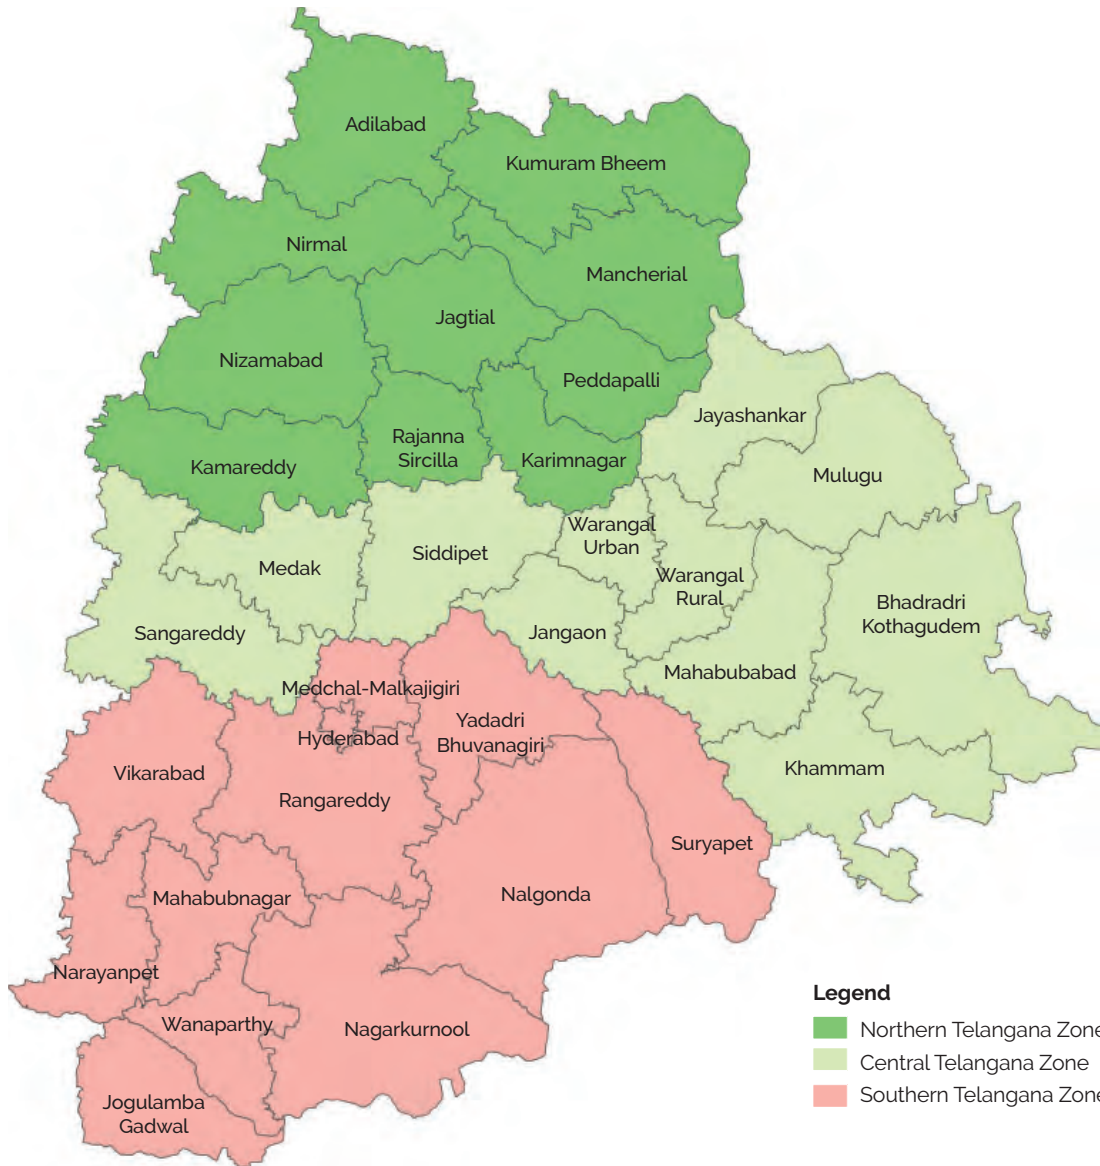 Adilabad
Kumuram Bheem
Nirmal
Mancherial
Jagtial
Nizamabad
Peddapalli
Jayashankar
Rajanna
Sircilla
Karimnagar
Kamareddy
Mulugu
Warangal
Urban
Siddipet
Medak
Warangal
Rural
Bhadradri
Kothagudem
Sangareddy
Jangaon
Mahabubabad
Medchal-Malkajigiri
Yadadri
Bhuvanagiri
Hyderabad
Vikarabad
Khammam
Rangareddy
Suryapet
Mahabubnagar
Nalgonda
Narayanpet
Wanaparthy
Nagarkurnool
Jogulamba
Gadwal
Legend
Northern Telangana Zone
Central Telangana Zone
Southern Telangana Zone